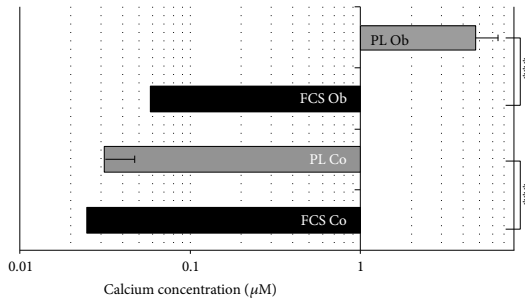 PL Ob
FCS Ob
PL Co
FCS Co
***
***
0.01 0.1 1
Calcium concentration (μM)